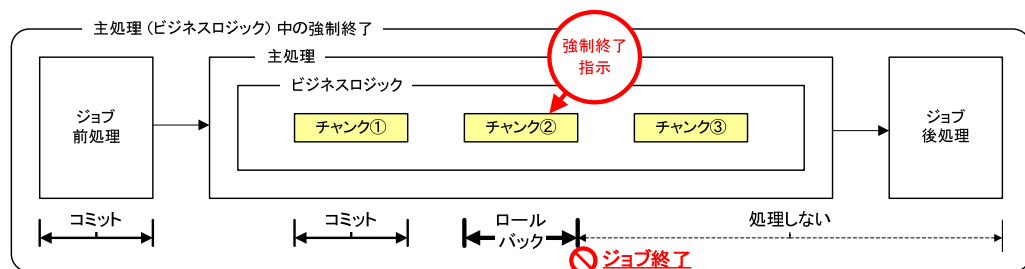 主処理（ビジネスロジック）中の強制終了
主処理
ビジネスロジック
強制終了
指示
ジョブ
前処理
チャンク①
チャンク②
チャンク③
ジョブ
後処理
コミット
コミット
ロール
バック
処理しない
ジョブ終了